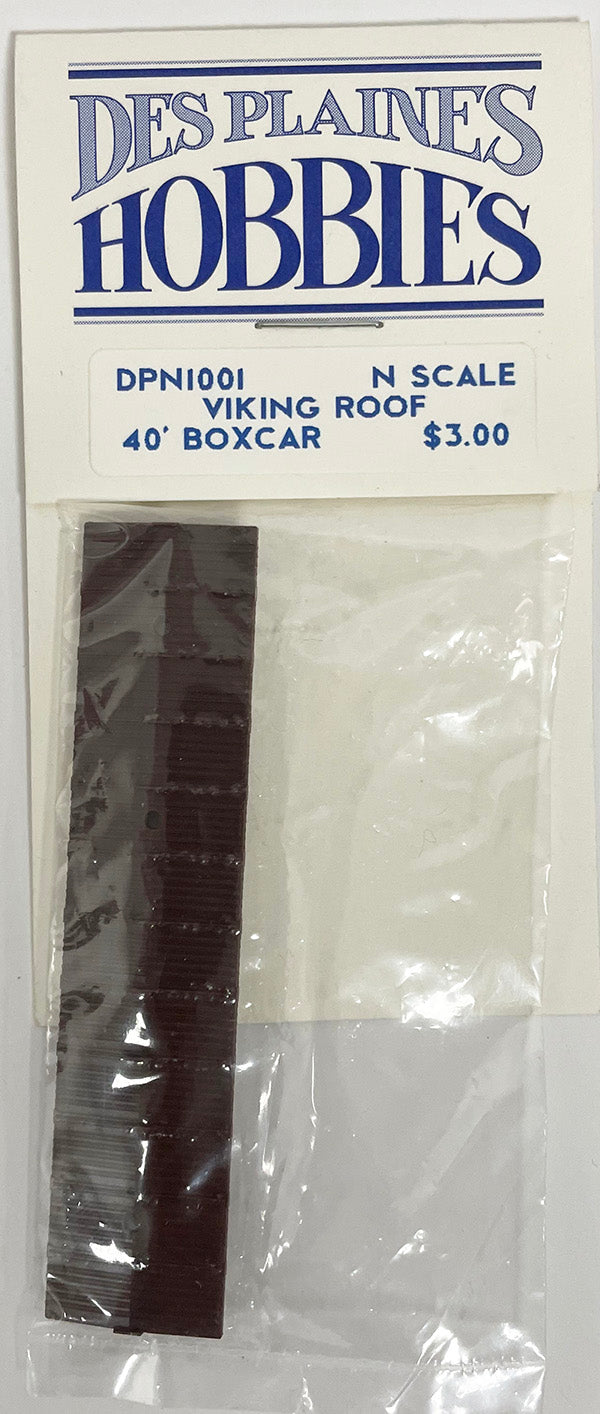 DES PLAINES
HOBBIES
DPN1001 N SCALE
VIKING ROOF
40' BOXCAR $3.00